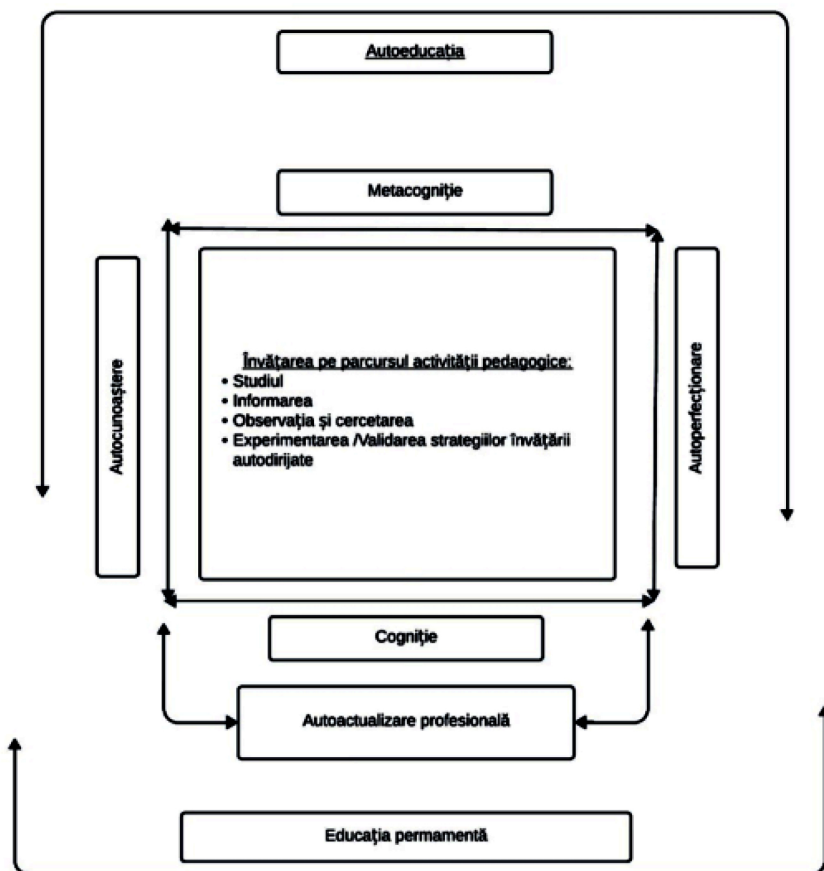 Autoeducația
Metacogniție
Autocunoaștere
Învățarea pe parcursul activității pedagogice:
• Studiul
• Informarea
• Observația și cercetarea
• Experimentarea /Validarea strategiilor învățării
autodirijate
Autoperfecționare
Cogniție
Autoactualizare profesională
Educația permamentă